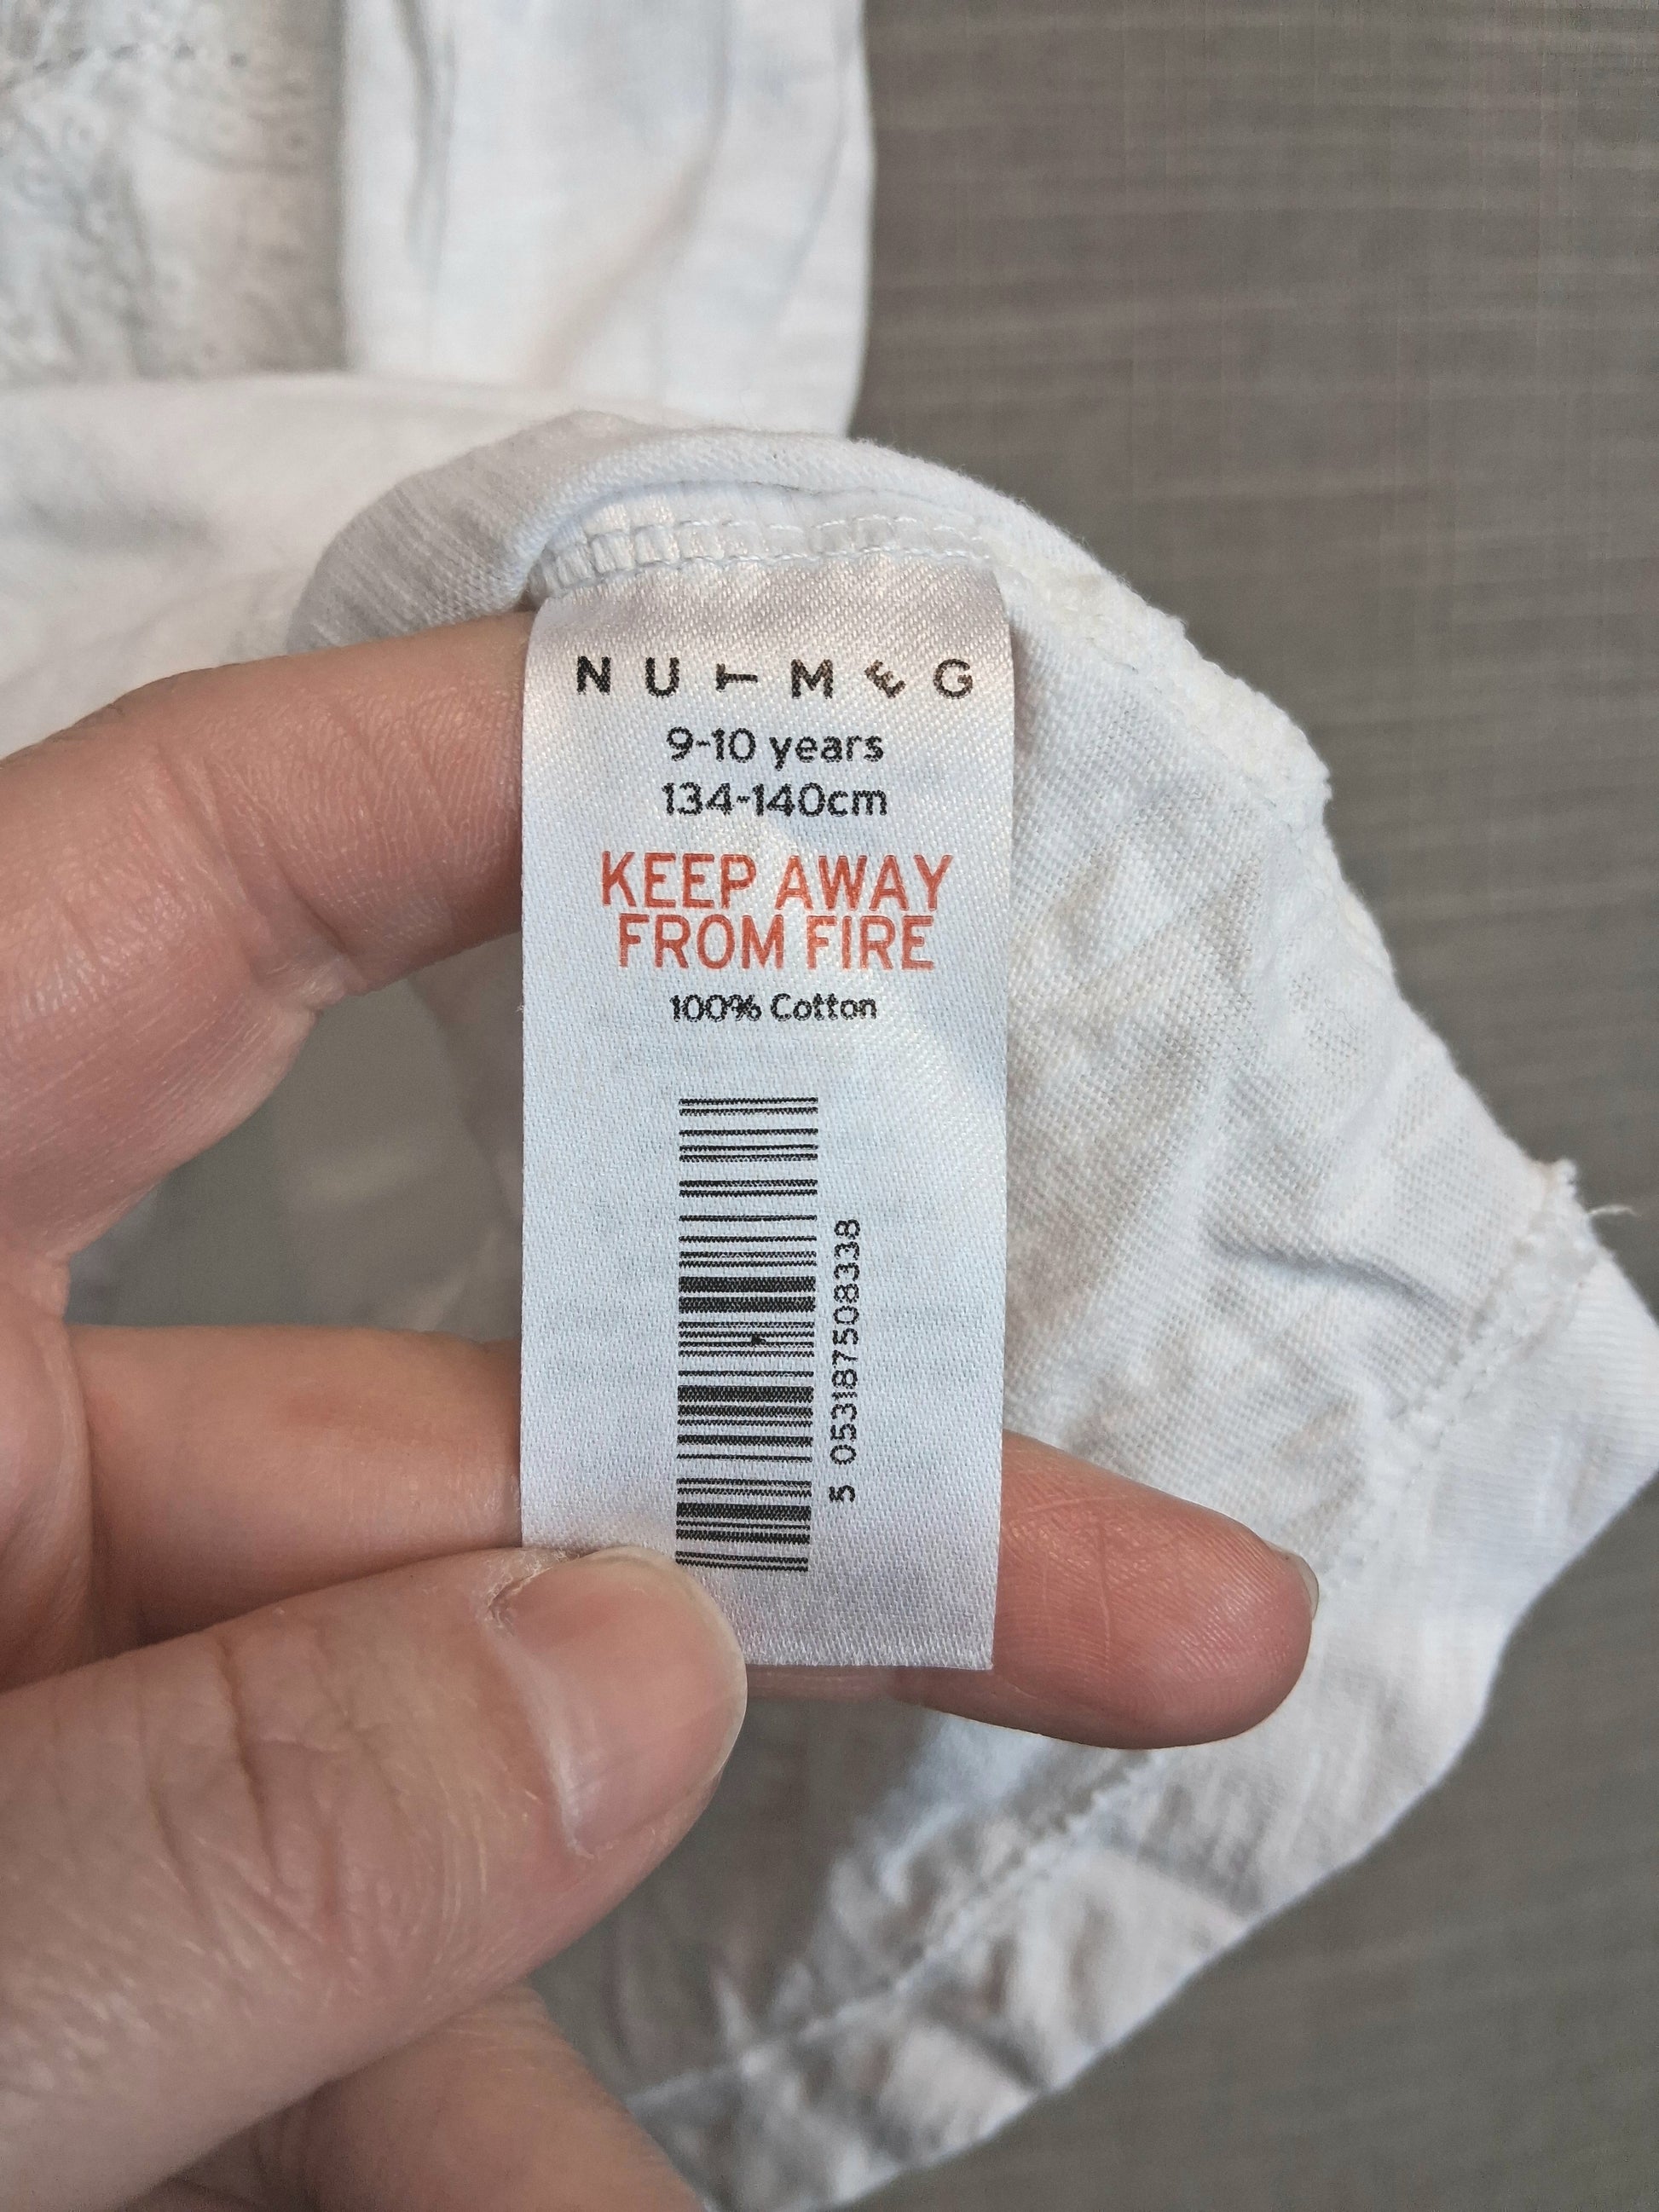 NUTMEG
9-10 years
134-140cm
KEEP AWAY
FROM FIRE
100% Cotton
5 053187508338